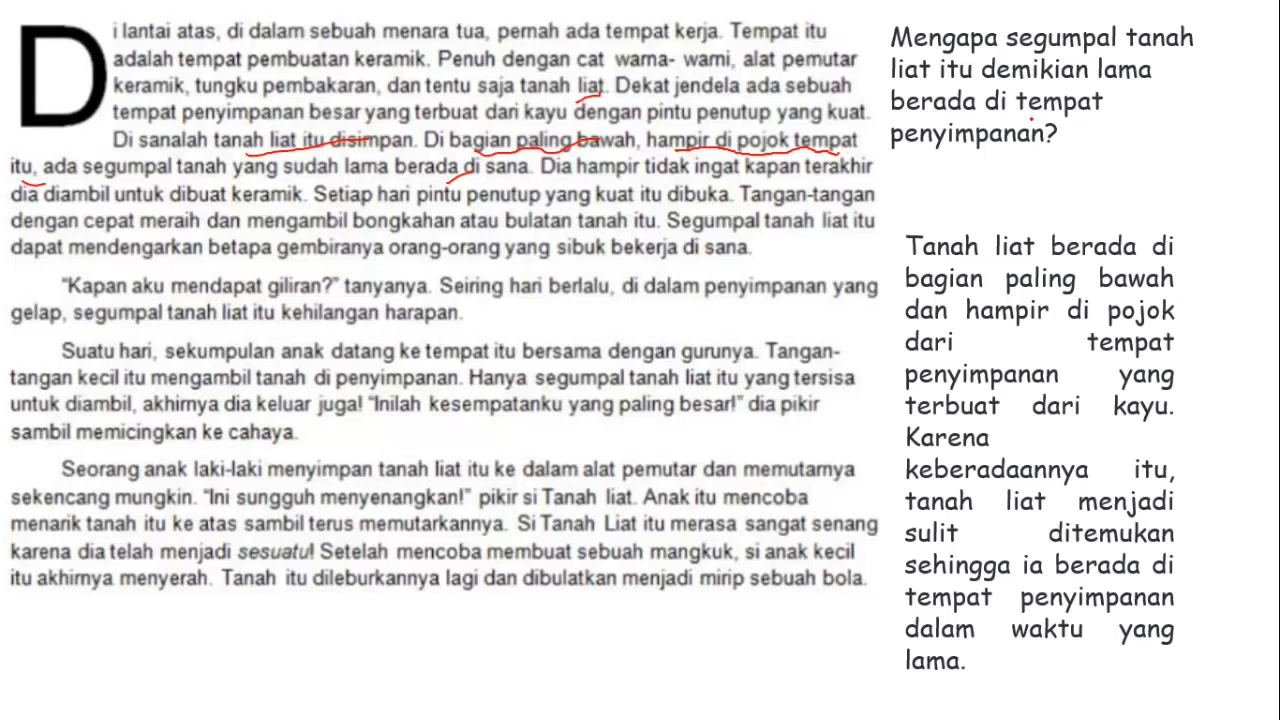 Di lantai atas, di dalam sebuah menara tua, pernah ada tempat kerja. Tempat itu
adalah tempat pembuatan keramik. Penuh dengan cat warna- warni, alat pemutar
keramik, tungku pembakaran, dan tentu saja tanah liat. Dekat jendela ada sebuah
tempat penyimpanan besar yang terbuat dari kayu dengan pintu penutup yang kuat.
Di sanalah tanah liat itu disimpan. Di bagian paling bawah, hampir di pojok tempat
itu, ada segumpal tanah yang sudah lama berada di sana. Dia hampir tidak ingat kapan terakhir
dia diambil untuk dibuat keramik. Setiap hari pintu penutup yang kuat itu dibuka. Tangan-tangan
dengan cepat meraih dan mengambil bongkahan atau bulatan tanah itu. Segumpal tanah liat itu
dapat mendengarkan betapa gembiranya orang-orang yang sibuk bekerja di sana.
“Kapan aku mendapat giliran?” tanyanya. Seiring hari berlalu, di dalam penyimpanan yang
gelap, segumpal tanah liat itu kehilangan harapan.
Suatu hari, sekumpulan anak datang ke tempat itu bersama dengan gurunya. Tangan-
tangan kecil itu mengambil tanah di penyimpanan. Hanya segumpal tanah liat itu yang tersisa
untuk diambil, akhirnya dia keluar juga! “Inilah kesempatanku yang paling besar!” dia pikir
sambil memicingkan ke cahaya.
Seorang anak laki-laki menyimpan tanah liat itu ke dalam alat pemutar dan memutarnya
sekencang mungkin. “Ini sungguh menyenangkan!” pikir si Tanah liat. Anak itu mencoba
menarik tanah itu ke atas sambil terus memutarkannya. Si Tanah Liat itu merasa sangat senang
karena dia telah menjadi sesuatu! Setelah mencoba membuat sebuah mangkuk, si anak kecil
itu akhirnya menyerah. Tanah itu dileburkannya lagi dan dibulatkan menjadi mirip sebuah bola.
Mengapa segumpal tanah
liat itu demikian lama
berada di tempat
penyimpanan?
Tanah liat berada di
bagian paling bawah
dan hampir di pojok
dari tempat
penyimpanan yang
terbuat dari kayu.
Karena
keberadaannya itu,
tanah liat menjadi
sulit ditemukan
sehingga ia berada di
tempat penyimpanan
dalam waktu yang
lama.